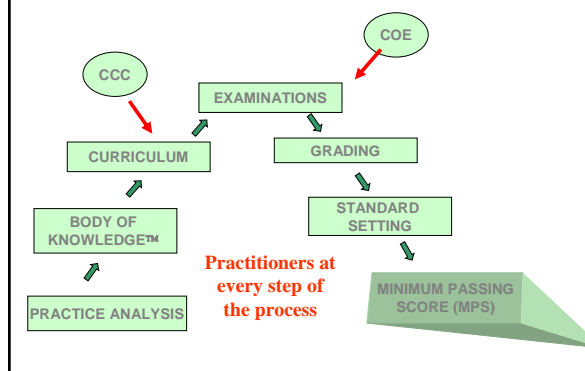 COE
CCC
EXAMINATIONS
CURRICULUM
GRADING
BODY OF
KNOWLEDGE™
STANDARD
SETTING
Practitioners at
every step of
the process
PRACTICE ANALYSIS
MINIMUM PASSING
SCORE (MPS)